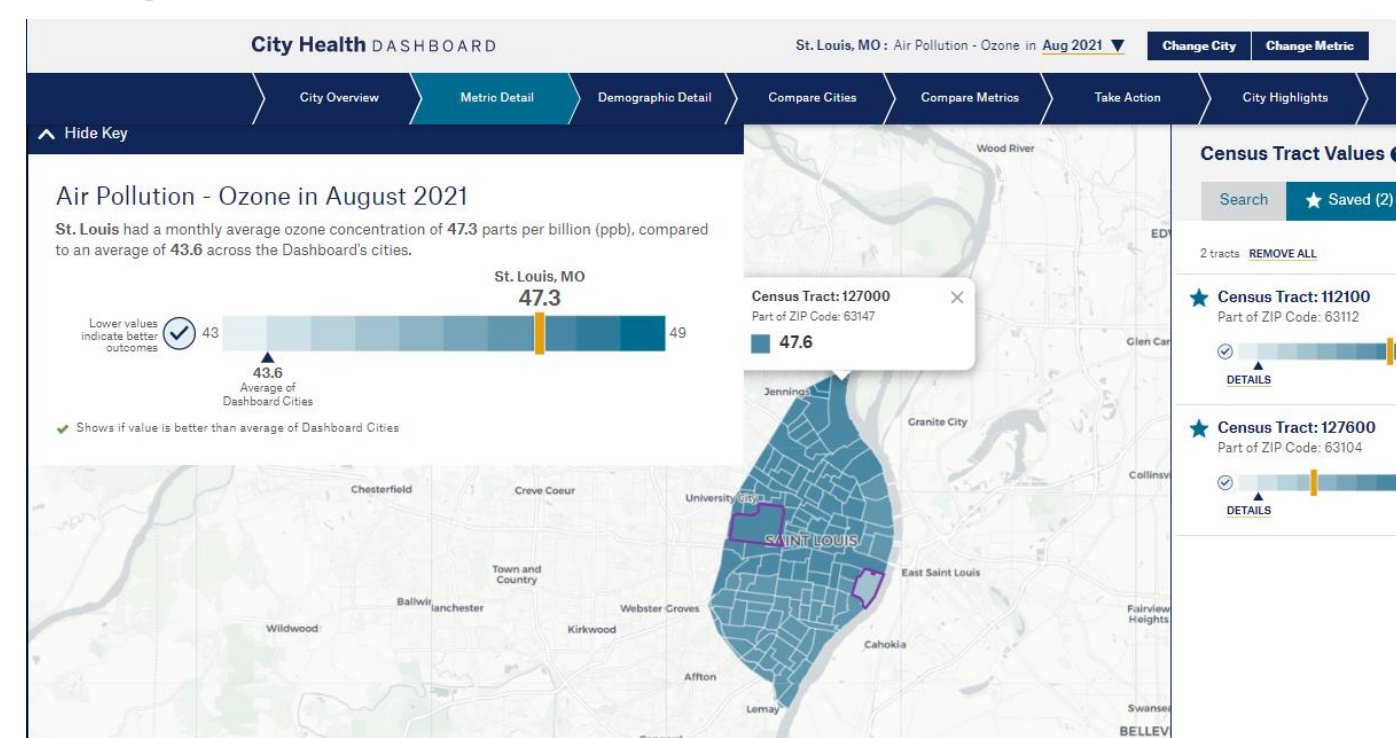 City Health DASHBOARD
St. Louis, MO : Air Pollution - Ozone in Aug 2021 ▼
Change City
Change Metric
City Overview
Metric Detail
Demographic Detail
Compare Cities
Compare Metrics
Take Action
City Highlights
Hide Key
Air Pollution - Ozone in August 2021
St. Louis had a monthly average ozone concentration of 47.3 parts per billion (ppb), compared
to an average of 43.6 across the Dashboard's cities.
St. Louis, MO
47.3
Lower values
indicate better
outcomes
43
49
43.6
Average of
Dashboard Cities
Shows if value is better than average of Dashboard Cities
Census Tract: 127000
Part of ZIP Code: 63147
47.6
Wood River
Jennings
Granite City
Chesterfield
Creve Coeur
University City
SAINT LOUIS
East Saint Louis
Town and
Country
Ballwin
Manchester
Webster Groves
Wildwood
Kirkwood
Cahokia
Affton
Lemay
Fairview
Heights
Census Tract Values
Search
Saved (2)
2 tracts REMOVE ALL
Census Tract: 112100
Part of ZIP Code: 63112
DETAILS
Census Tract: 127600
Part of ZIP Code: 63104
DETAILS